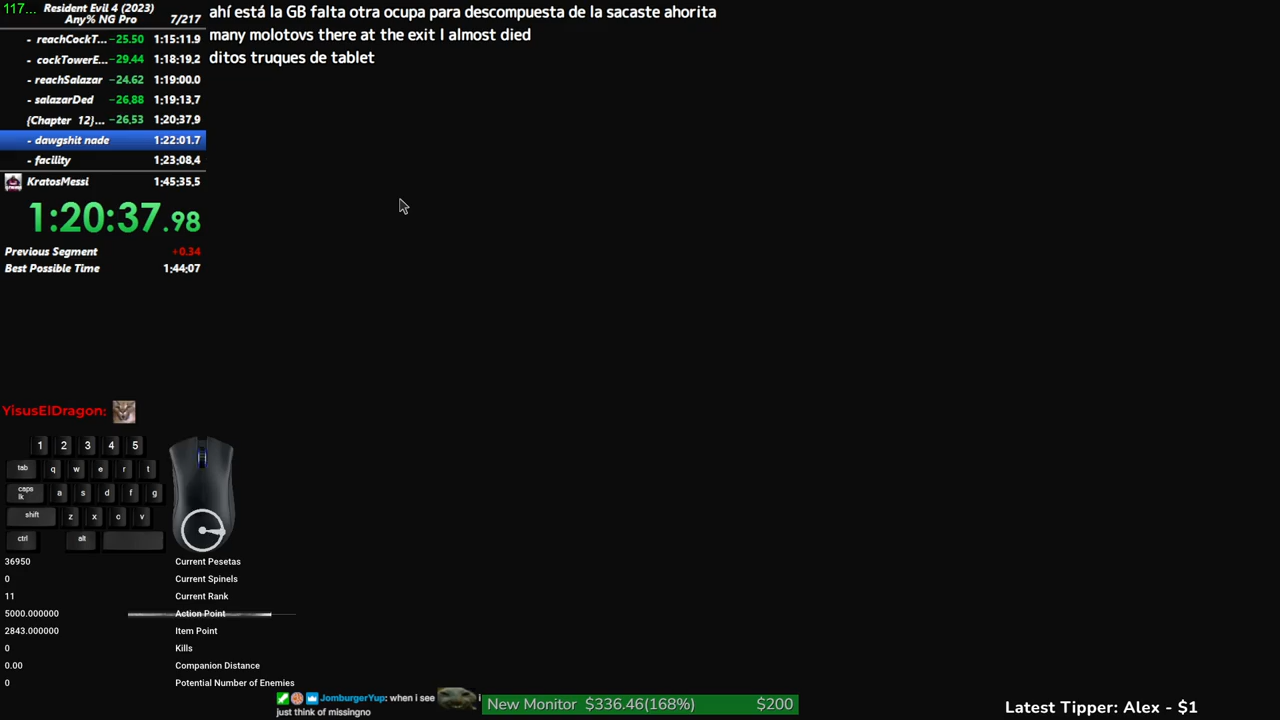 117...
Resident Evil 4 (2023)
Any% NG Pro 7/217
- reachCockT... -25.50 1:15:11.9
- cockTowerE... -29.44 1:18:19.2
- reachSalazar -24.62 1:19:00.0
- salazarDed -26.88 1:19:13.7
{Chapter 12}... -26.53 1:20:37.9
- dawgshit nade 1:22:01.7
- facility 1:23:08.4
KratosMessi 1:45:35.5
1:20:37.98
Previous Segment +0.34
Best Possible Time 1:44:07
ahí está la GB falta otra ocupa para descompuesta de la sacaste ahorita
many molotovs there at the exit I almost died
ditos truques de tablet
YisusElDragon:
1 2 3 4 5
tab q w e r t
caps lk a s d f g
shift z x c v
ctrl alt
36950 Current Pesetas
0 Current Spinels
11 Current Rank
5000.000000 Action Point
2843.000000 Item Point
0 Kills
0.00 Companion Distance
0 Potential Number of Enemies
JomburgerYup: when i see i
just think of missingno
New Monitor $336.46(168%) $200
Latest Tipper: Alex - $1